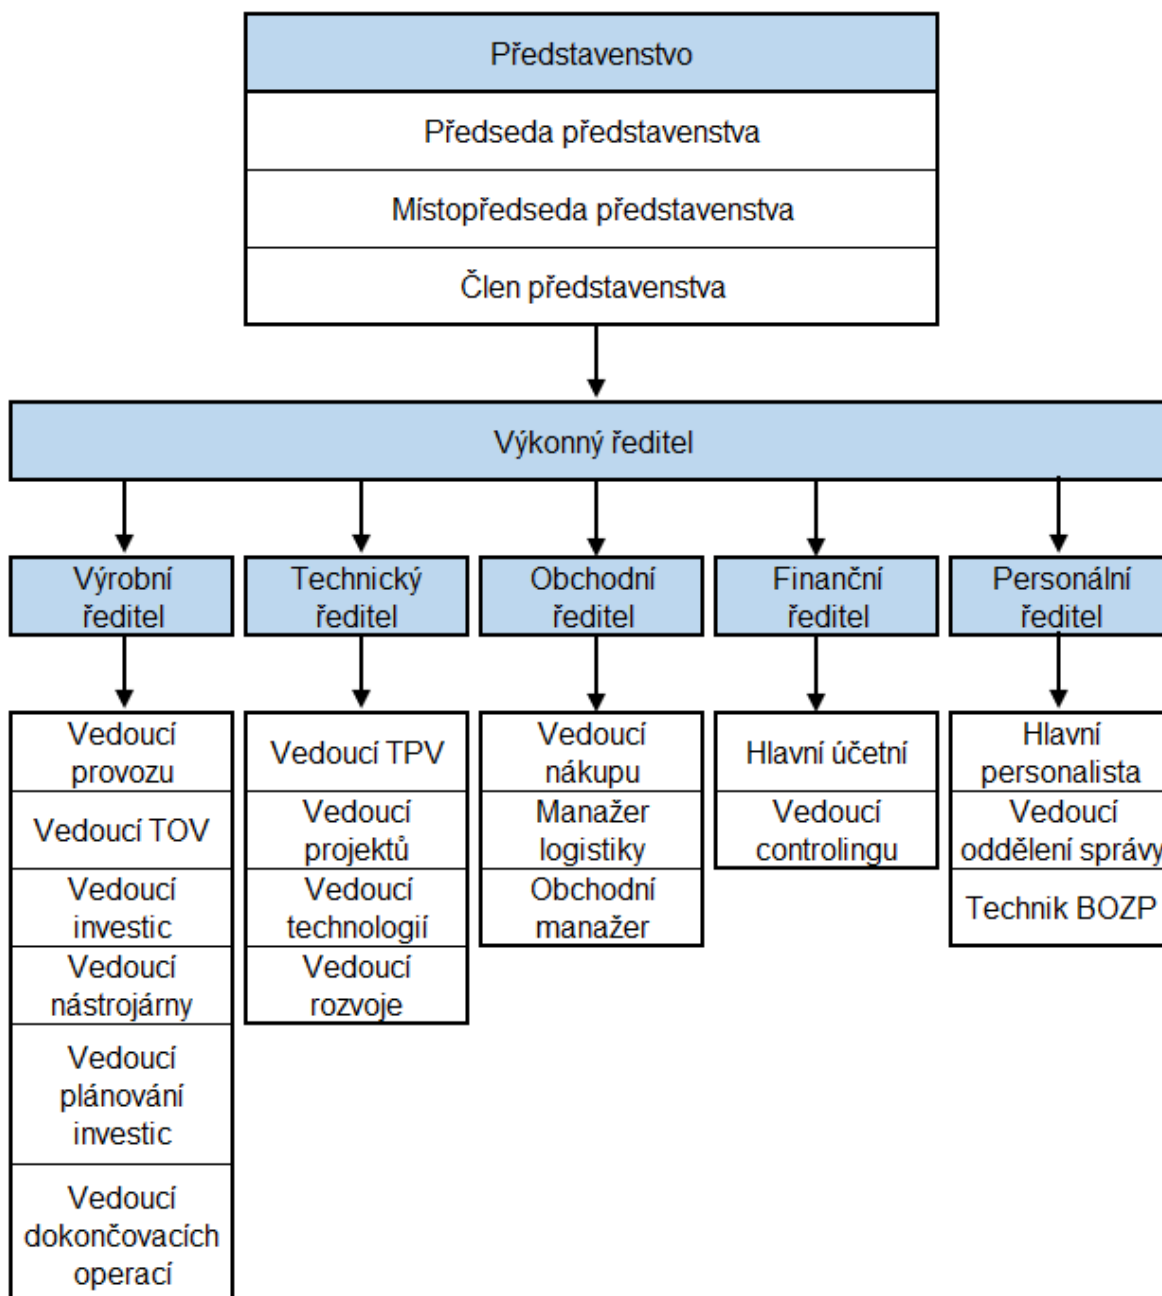 Představenstvo
Předseda představenstva
Místopředseda představenstva
Člen představenstva
Výkonný ředitel
Výrobní
ředitel
Technický
ředitel
Obchodní
ředitel
Finanční
ředitel
Personální
ředitel
Vedoucí
provozu
Vedoucí TOV
Vedoucí
investic
Vedoucí
nástrojárny
Vedoucí
plánování
investic
Vedoucí
dokončovacích
operací
Vedoucí TPV
Vedoucí
projektů
Vedoucí
technologií
Vedoucí
rozvoje
Vedoucí
nákupu
Manažer
logistiky
Obchodní
manažer
Hlavní účetní
Vedoucí
controlingu
Hlavní
personalista
Vedoucí
oddělení správy
Technik BOZP